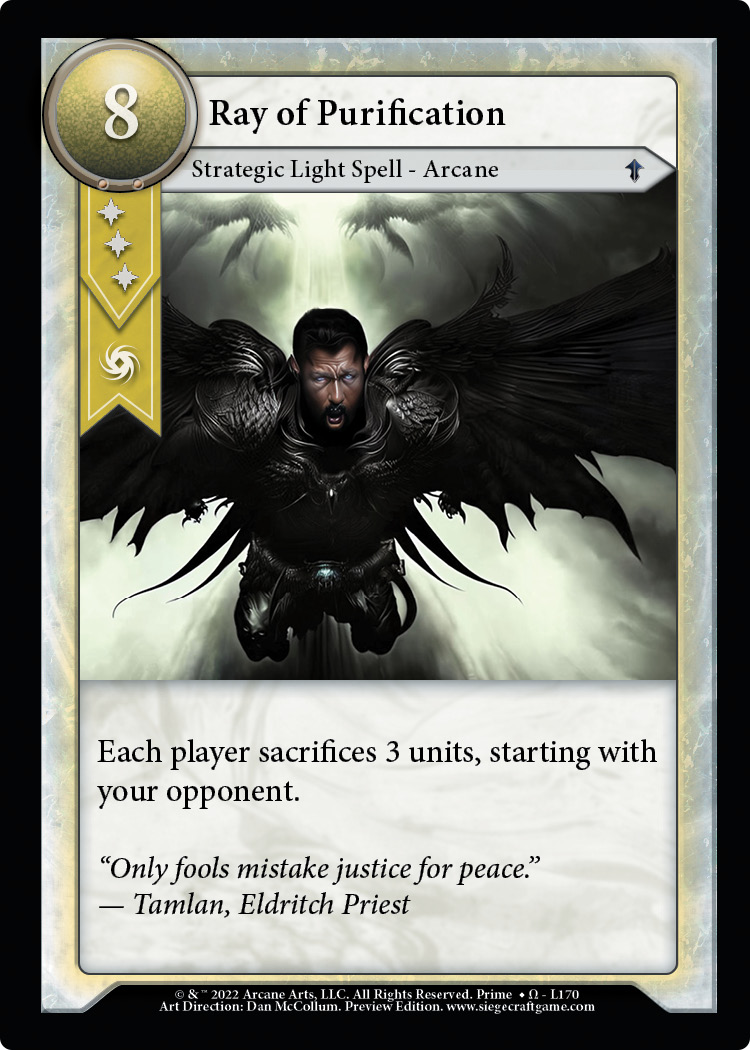 8
Ray of Purification
Strategic Light Spell - Arcane
Each player sacrifices 3 units, starting with
your opponent.
“Only fools mistake justice for peace.”
— Tamlan, Eldritch Priest
© & ™ 2022 Arcane Arts, LLC. All Rights Reserved. Prime ⬥ Ω - L170
Art Direction: Dan McCollum. Preview Edition. www.siegecraftgame.com